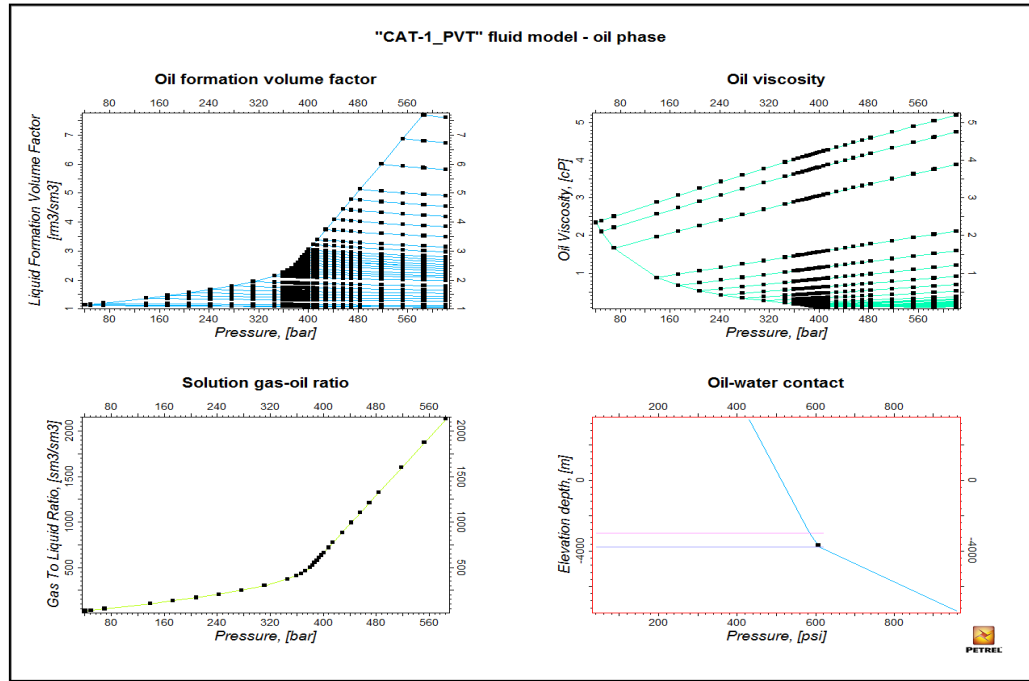 "CAT-1_PVT" fluid model - oil phase
Oil formation volume factor
80 160 240 320 400 480 560
Liquid Formation Volume Factor
[rm3/sm3]
1 2 3 4 5 6 7
1 2 3 4 5 6 7
80 160 240 320 400 480 560
Pressure, [bar]
Oil viscosity
80 160 240 320 400 480 560
Oil Viscosity, [cP]
1 2 3 4 5
1 2 3 4 5
80 160 240 320 400 480 560
Pressure, [bar]
Solution gas-oil ratio
80 160 240 320 400 480 560
Gas To Liquid Ratio, [sm3/sm3]
500 1000 1500 2000
500 1000 1500 2000
80 160 240 320 400 480 560
Pressure, [bar]
Oil-water contact
200 400 600 800
Elevation depth, [m]
-4000 0
-4000 0
200 400 600 800
Pressure, [psi]
PETREL